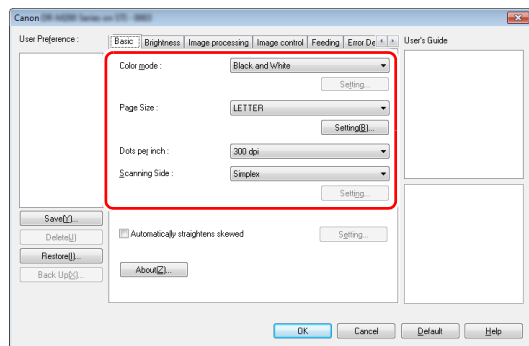 Canon
User Preference :
Basic Brightness Image processing Image control Feeding Error De
User's Guide
Color mode :
Black and White
Setting...
Page Size :
LETTER
Setting(B)...
Dots per inch :
300 dpi
Scanning Side :
Simplex
Setting...
Save(Y)...
Delete(J)
Restore(I)...
Back Up(X)...
Automatically straightens skewed
Setting...
About(Z)...
OK
Cancel
Default
Help